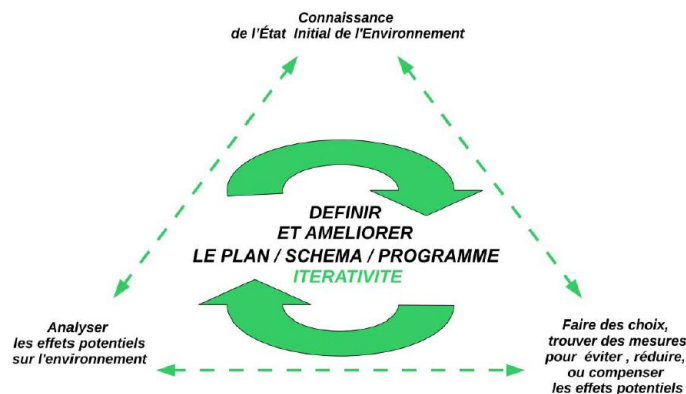 Connaissance
de l'État Initial de l'Environnement
DEFINIR
ET AMELIORER
LE PLAN / SCHEMA / PROGRAMME
ITERATIVITE
Analyser
les effets potentiels
sur l'environnement
Faire des choix,
trouver des mesures
pour éviter , réduire,
ou compenser
les effets potentiels